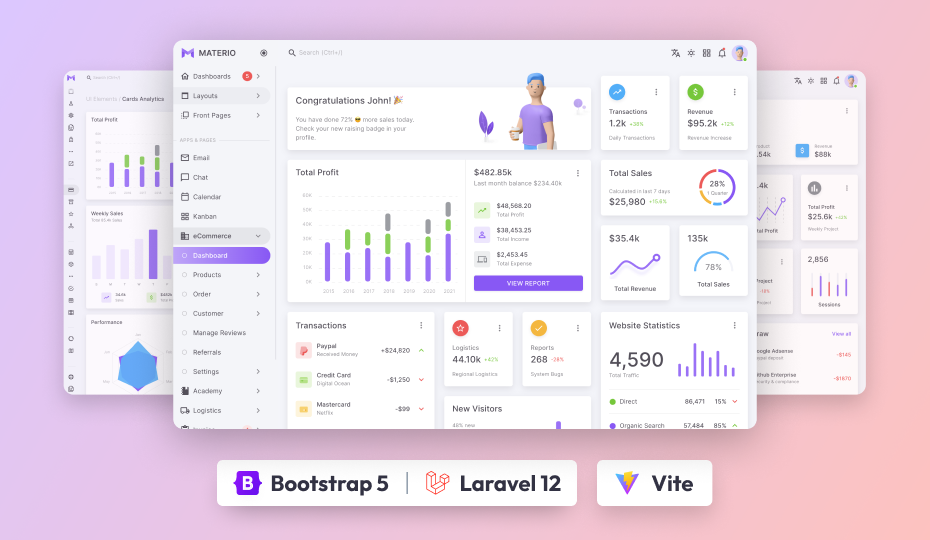 MATERIO
Search (Ctrl+/)
Dashboards
5
Layouts
Front Pages
APPS & PAGES
Email
Chat
Calendar
Kanban
eCommerce
Dashboard
Products
Order
Customer
Manage Reviews
Referrals
Settings
Academy
Logistics
Congratulations John! 🎉
You have done 72% 😎 more sales today.
Check your new raising badge in your
profile.
Transactions
1.2k +38%
Daily Transactions
Revenue
$95.2k +12%
Revenue Increase
Total Profit
60K
50K
40K
30K
20K
10K
0K
2015 2016 2017 2018 2019 2020 2021
$482.85k
Last month balance $234.40k
$48,568.20
Total Profit
$38,453.25
Total Income
$2,453.45
Total Expense
VIEW REPORT
Total Sales
Calculated in last 7 days
$25,980 +15.6%
28%
1 Quarter
$35.4k
Total Revenue
135k
78%
Total Sales
Transactions
Paypal
Received Money
+$24,820
Credit Card
Digital Ocean
-$1,250
Mastercard
Netflix
-$99
Logistics
44.10k +42%
Regional Logistics
Reports
268 -28%
System Bugs
New Visitors
48% new
Website Statistics
4,590
Total Traffic
Direct 86,471 15%
Organic Search 57,484 85%
UI Elements / Cards Analytics
Total Profit
Weekly Sales
Performance
Revenue
$88k
Total Profit
$25.6k
Weekly Project
2,856
Sessions
View all
-$145
-$1870
Bootstrap 5
Laravel 12
Vite